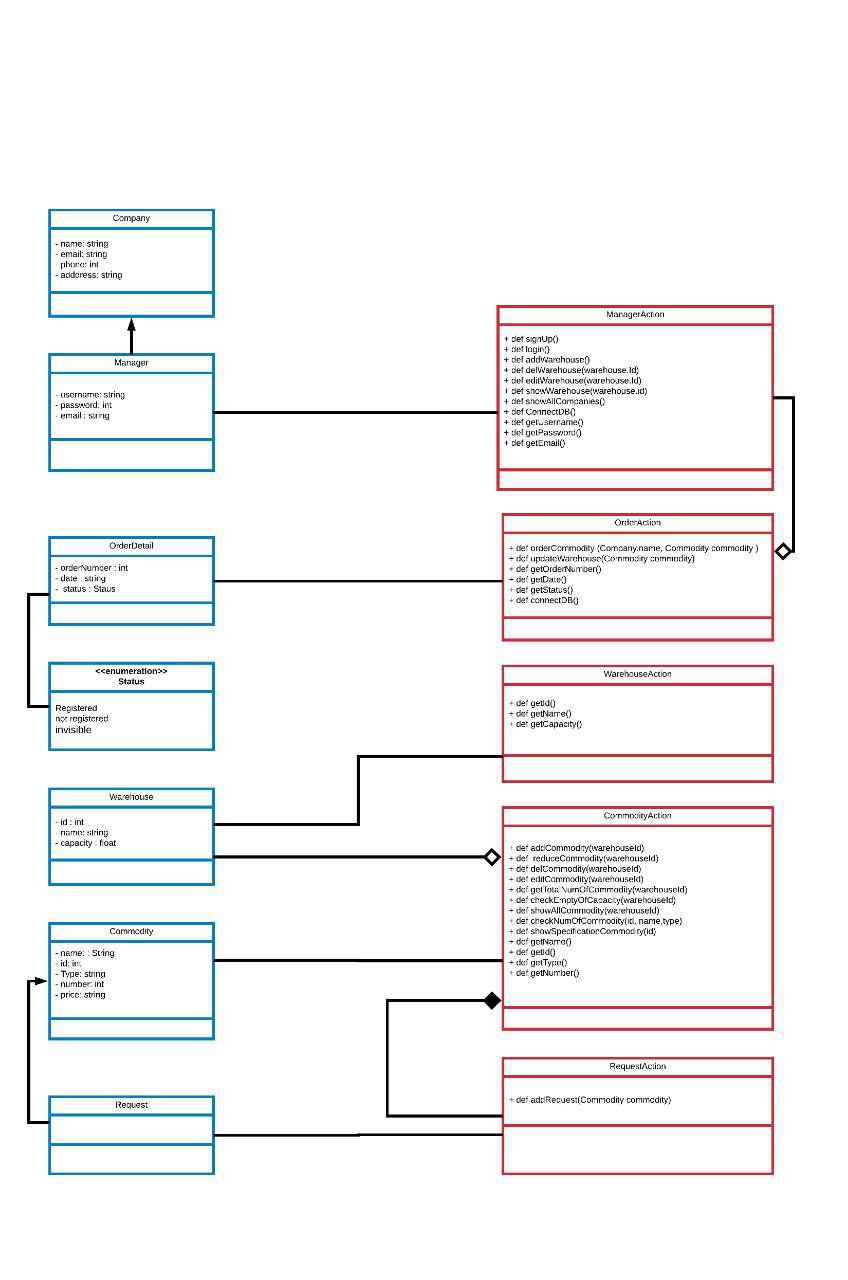 Company
- name: string
- email: string
phone: int
- adddress: string
Manager
- username: string
- password: int
- email : string
ManagerAction
+ def signUp()
+ def login()
+ def addWarehouse()
+ def delWarehouse(warehouse.Id)
+ def editWarehouse(warehouse.Id)
+ def showWarehouse(warehouse.id)
+ def showAllCompanies()
+ def ConnectDB()
+ def getUsername()
+ def getPassword()
+ def getEmail()
OrderDetail
- orderNumber : int
- date : string
- status : Staus
OrderAction
+ def orderCommodity (Company.name, Commodity commodity )
+ def updateWarehouse(Commodity commodity)
+ def getOrderNumber()
+ def getDate()
+ def getStatus()
+ def connectDB()
<<enumeration>>
Status
Registered
not registered
invisible
WarehouseAction
+ def getId()
+ def getName()
+ def getCapacity()
Warehouse
- id : int
- name: string
- capacity : float
CommodityAction
+ def addCommodity(warehouseId)
+ def reduceCommodity(warehouseId)
+ def delCommodity(warehouseId)
+ def editCommodity(warehouseId)
+ def getTotalNumOfCommodity(warehouseId)
+ def checkEmptyOfCapacity(warehouseId)
+ def showAllCommodity(warehouseId)
+ def checkNumOfCommodity(id, name,type)
+ def showSpecificationCommodity(id)
+ def getName()
+ def getId()
+ def getType()
+ def getNumber()
Commodity
- name: : String
- id: int
- Type: string
- number: int
- price: string
Request
RequestAction
+ def addRequest(Commodity commodity)